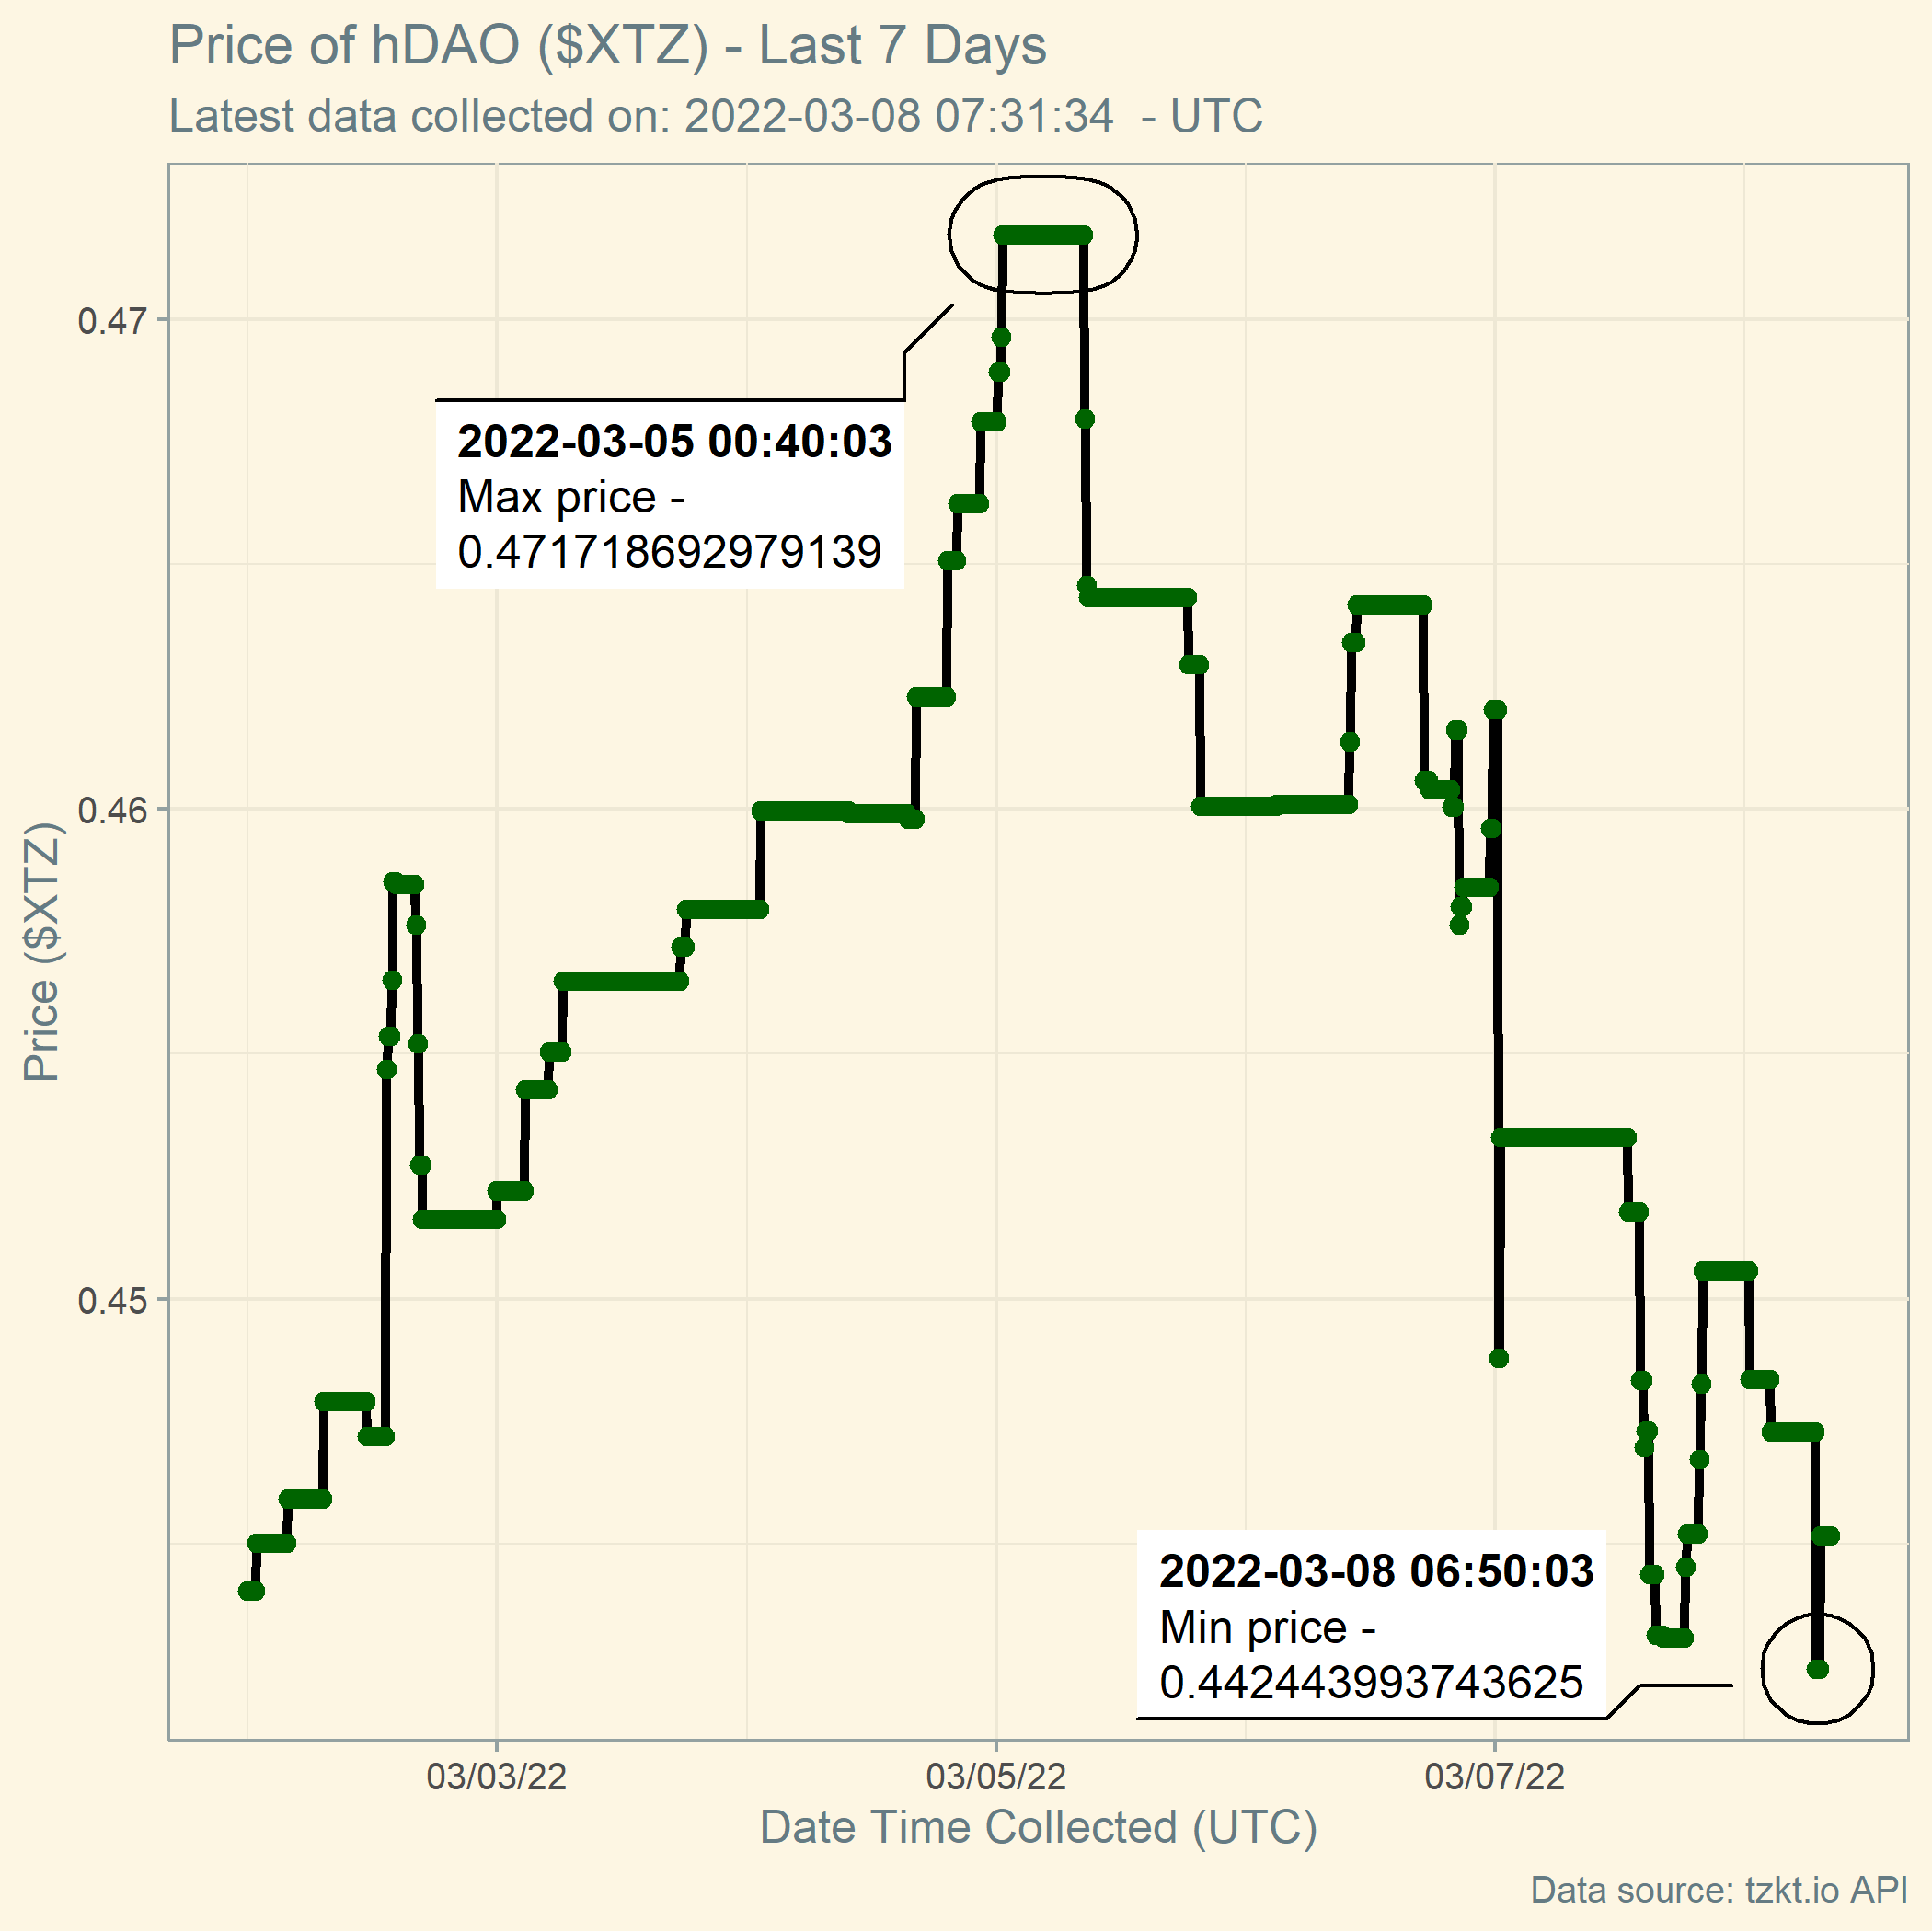 Price of hDAO ($XTZ) - Last 7 Days
Latest data collected on: 2022-03-08 07:31:34  - UTC
Price ($XTZ)
0.47
0.46
0.45
2022-03-05 00:40:03
Max price -
0.471718692979139
2022-03-08 06:50:03
Min price -
0.442443993743625
03/03/22
03/05/22
03/07/22
Date Time Collected (UTC)
Data source: tzkt.io API